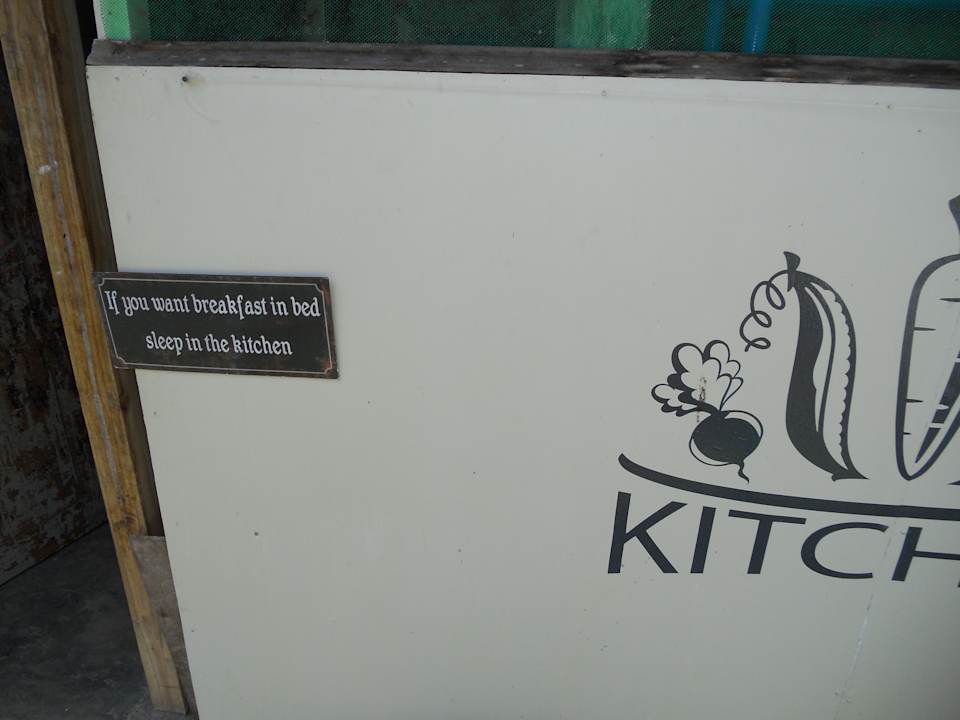 If you want breakfast in bed
sleep in the kitchen
KITCH